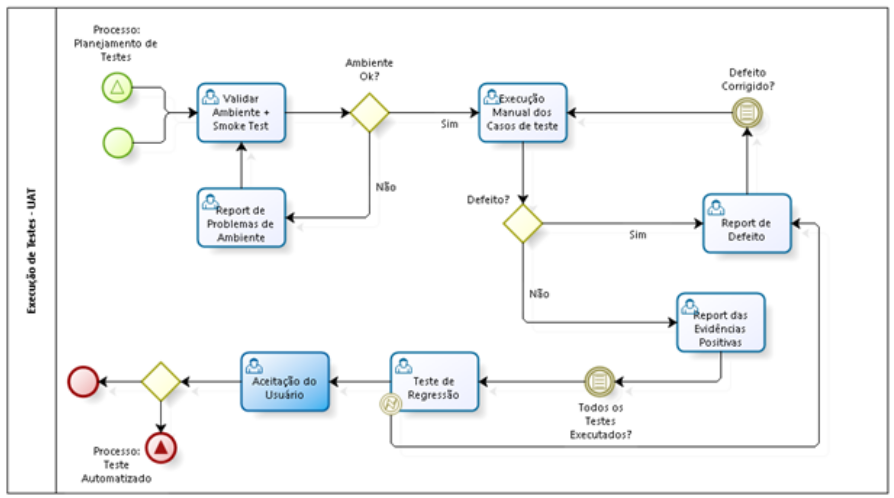 Execução de Testes - UAT
Processo:
Planejamento de
Testes
Validar
Ambiente +
Smoke Test
Ambiente
Ok?
Sim
Não
Report de
Problemas de
Ambiente
Execução
Manual dos
Casos de teste
Defeito
Corrigido?
Defeito?
Sim
Não
Report de
Defeito
Report das
Evidências
Positivas
Todos os
Testes
Executados?
Teste de
Regressão
Aceitação do
Usuário
Processo:
Teste
Automatizado